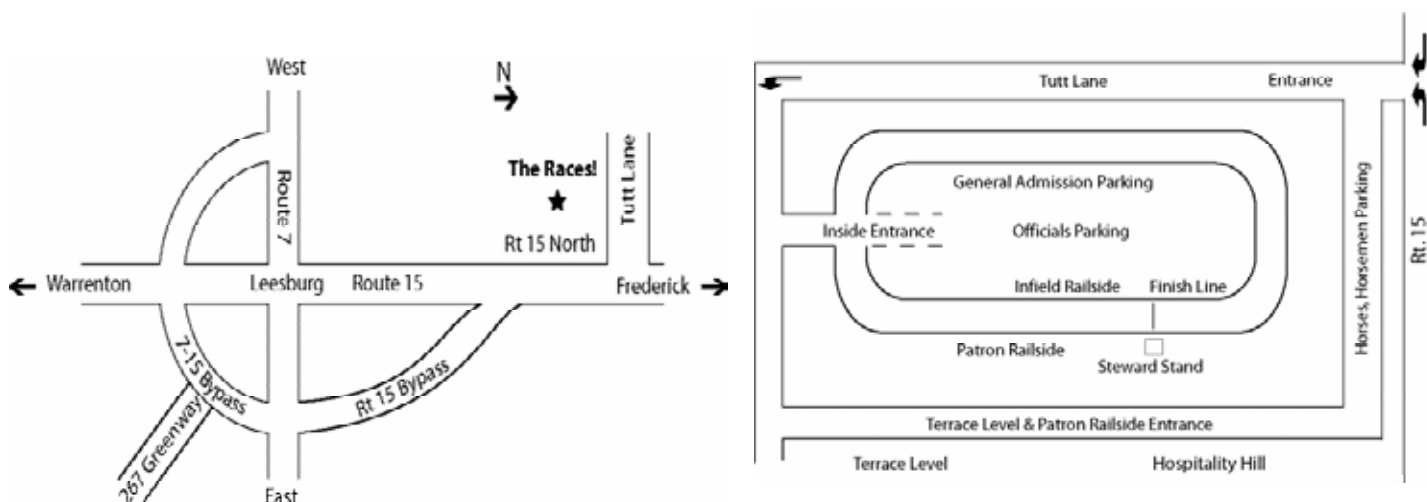 West
N
The Races!
Tutt Lane
Route 7
Rt 15 North
Warrenton
Leesburg
Route 15
Frederick
7-15 Bypass
Rt 15 Bypass
267 Greenway
East
Tutt Lane
Entrance
General Admission Parking
Inside Entrance
Officials Parking
Horses, Horsemen Parking
Rt. 15
Infield Railside
Finish Line
Patron Railside
Steward Stand
Terrace Level & Patron Railside Entrance
Terrace Level
Hospitality Hill